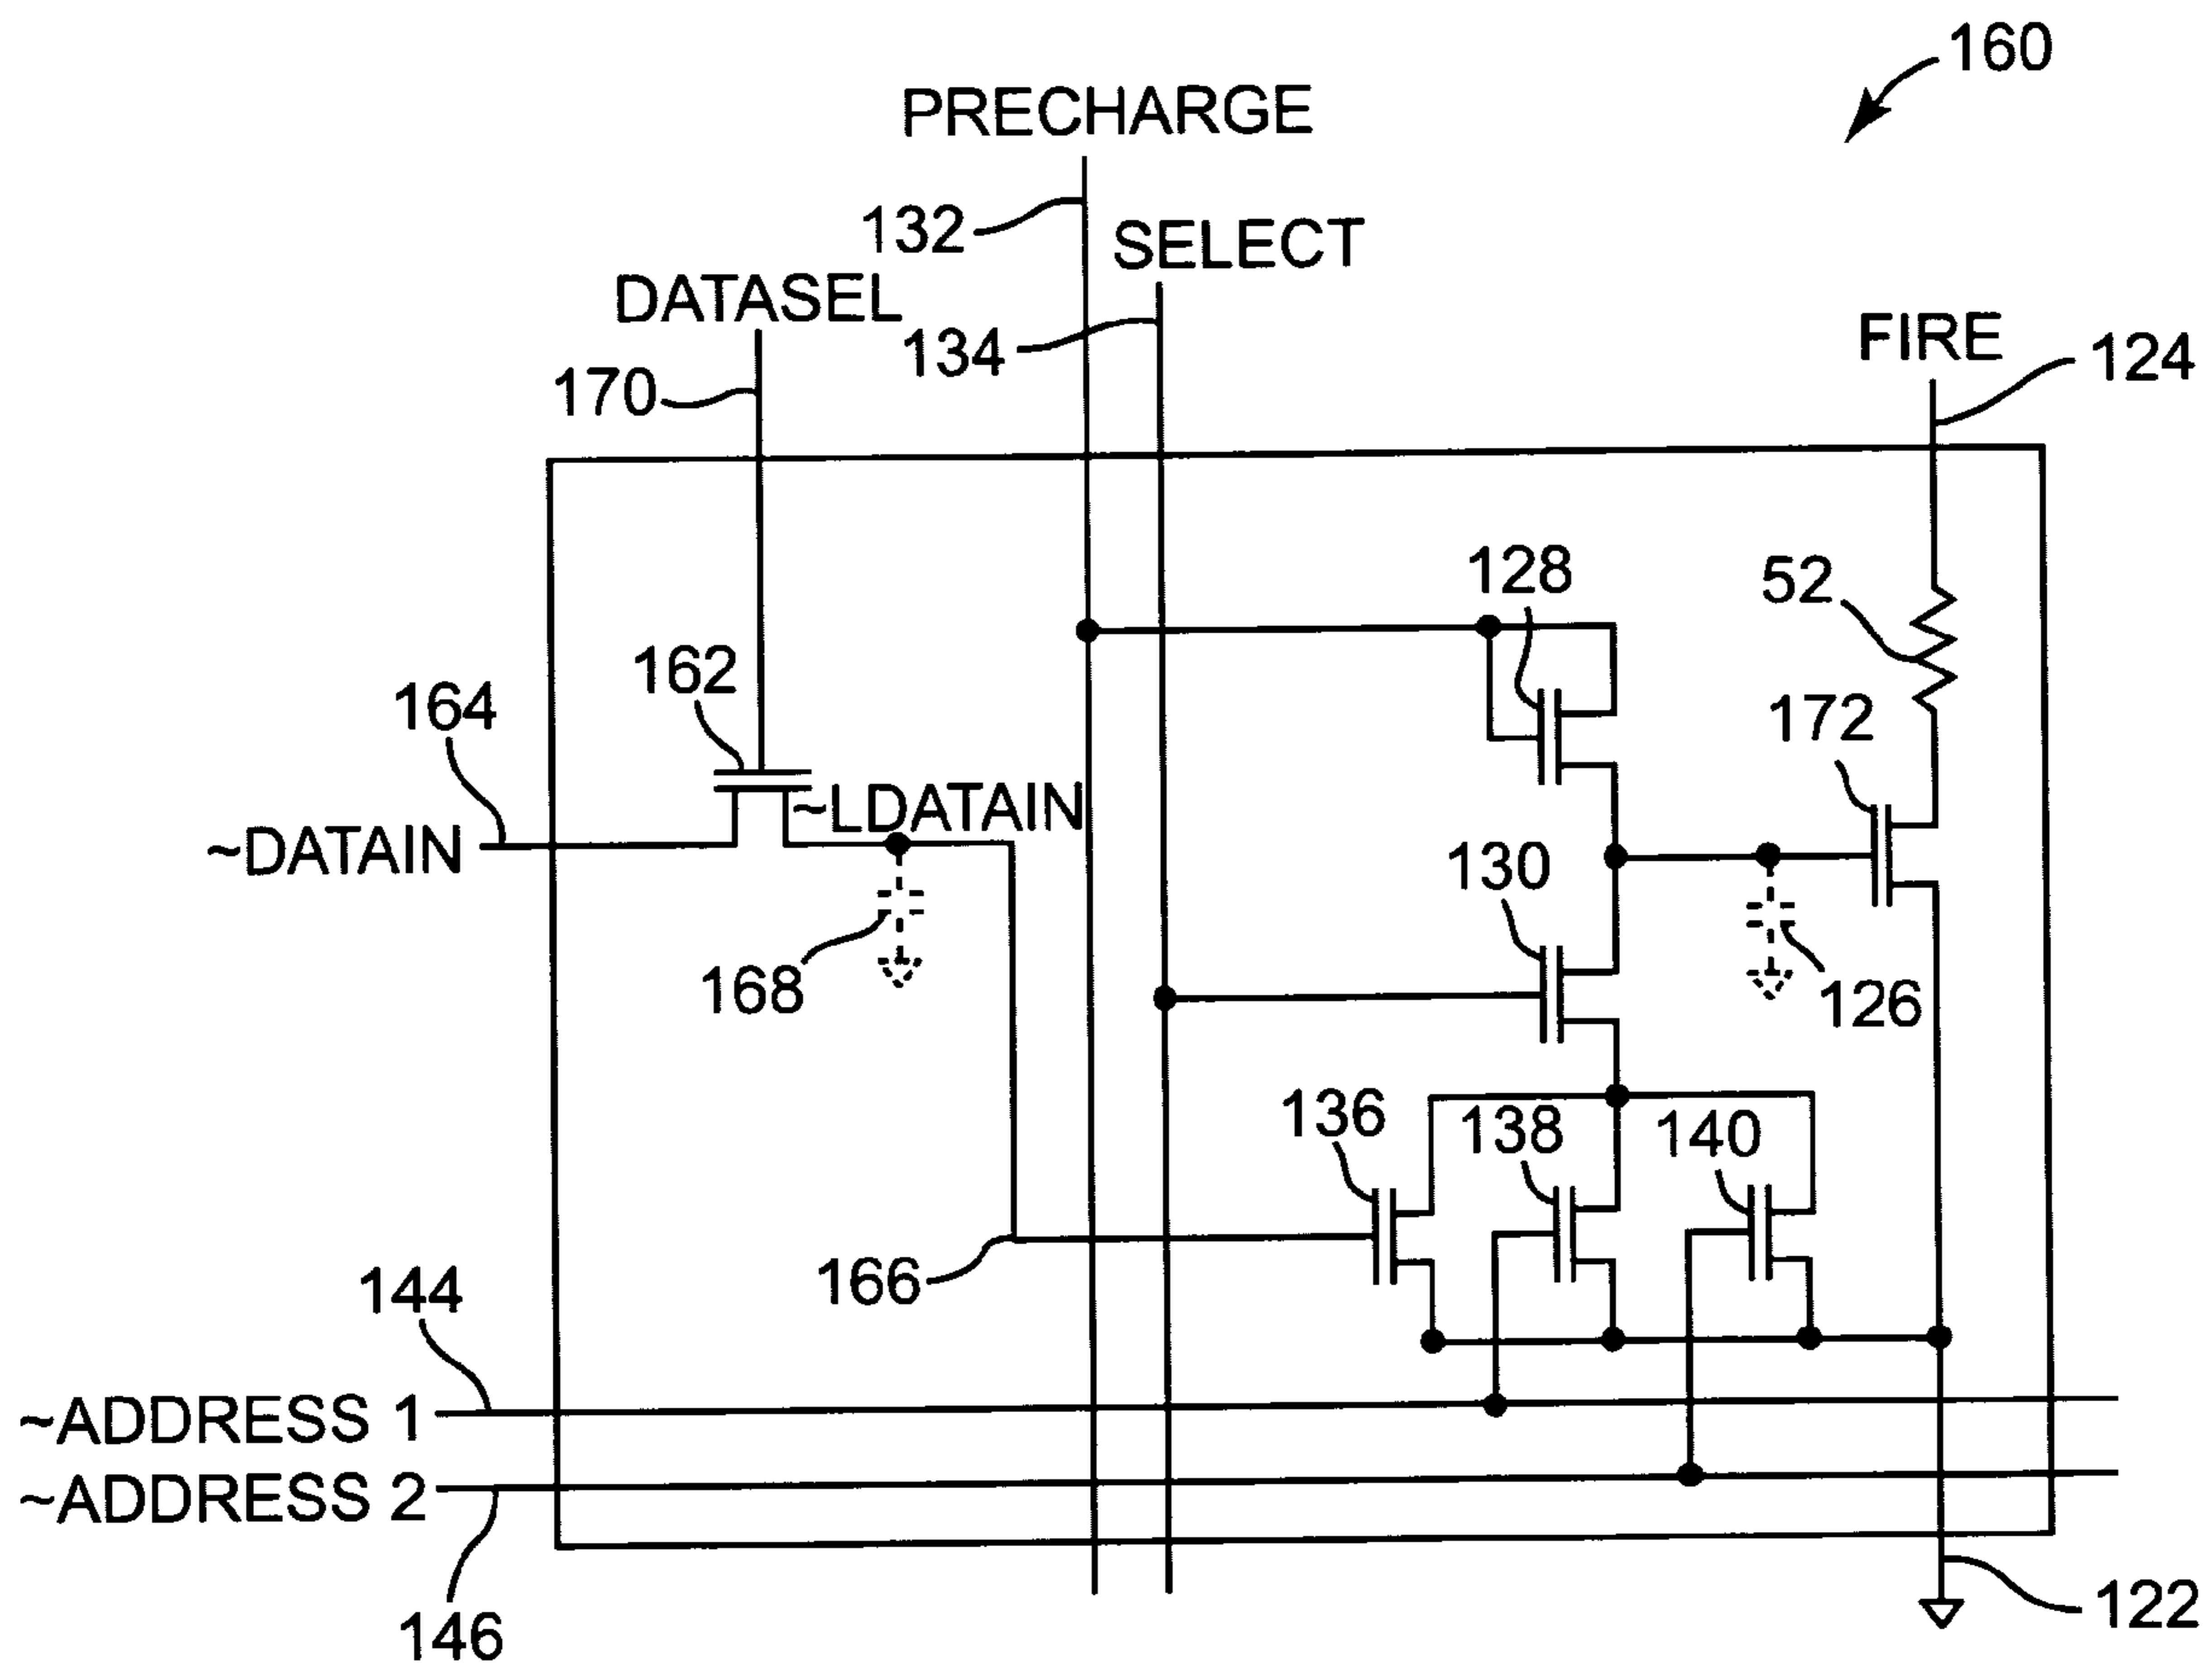 160
PRECHARGE
132
SELECT
DATASEL
134
FIRE
124
170
128
52
162
164
172
~LDATAIN
~DATAIN
130
168
126
136
138
140
166
144
~ADDRESS 1
~ADDRESS 2
146
122